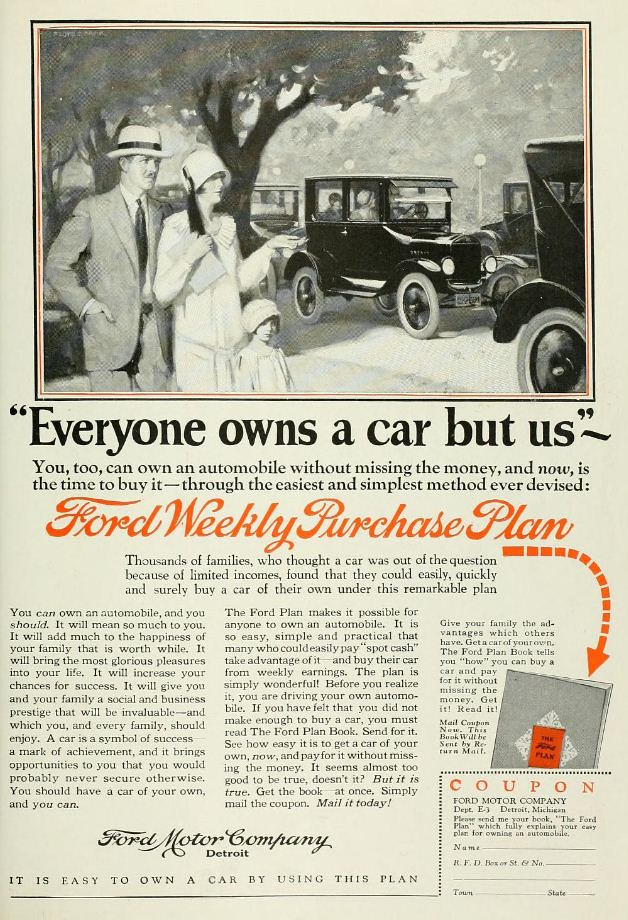 "Everyone owns a car but us"~
You, too, can own an automobile without missing the money, and now, is
the time to buy it—through the easiest and simplest method ever devised:
Ford Weekly Purchase Plan
Thousands of families, who thought a car was out of the question
because of limited incomes, found that they could easily, quickly
and surely buy a car of their own under this remarkable plan
You can own an automobile, and you
should. It will mean so much to you.
It will add much to the happiness of
your family that is worth while. It
will bring the most glorious pleasures
into your life. It will increase your
chances for success. It will give you
and your family a social and business
prestige that will be invaluable—and
which you, and every family, should
enjoy. A car is a symbol of success—
a mark of achievement, and it brings
opportunities to you that you would
probably never secure otherwise.
You should have a car of your own,
and you can.
The Ford Plan makes it possible for
anyone to own an automobile. It is
so easy, simple and practical that
many who could easily pay "spot cash"
take advantage of it—and buy their car
from weekly earnings. The plan is
simply wonderful! Before you realize
it, you are driving your own automo-
bile. If you have felt that you did not
make enough to buy a car, you must
read The Ford Plan Book. Send for it.
See how easy it is to get a car of your
own, now, and pay for it without miss-
ing the money. It seems almost too
good to be true, doesn't it? But it is
true. Get the book—at once. Simply
mail the coupon. Mail it today!
Give your family the ad-
vantages which others
have. Get a car of your own.
The Ford Plan Book tells
you "how" you can buy a
car and pay
for it without
missing the
money. Get
it! Read it!
Mail Coupon
Now. This
Book Will be
Sent by Re-
turn Mail.
THE
Ford
PLAN
Ford Motor Company
Detroit
IT IS EASY TO OWN A CAR BY USING THIS PLAN
COUPON
FORD MOTOR COMPANY
Dept. E-3 Detroit, Michigan
Please send me your book, "The Ford
Plan" which fully explains your easy
plan for owning an automobile.
Name
R. F. D. Box or St. & No.
Town State